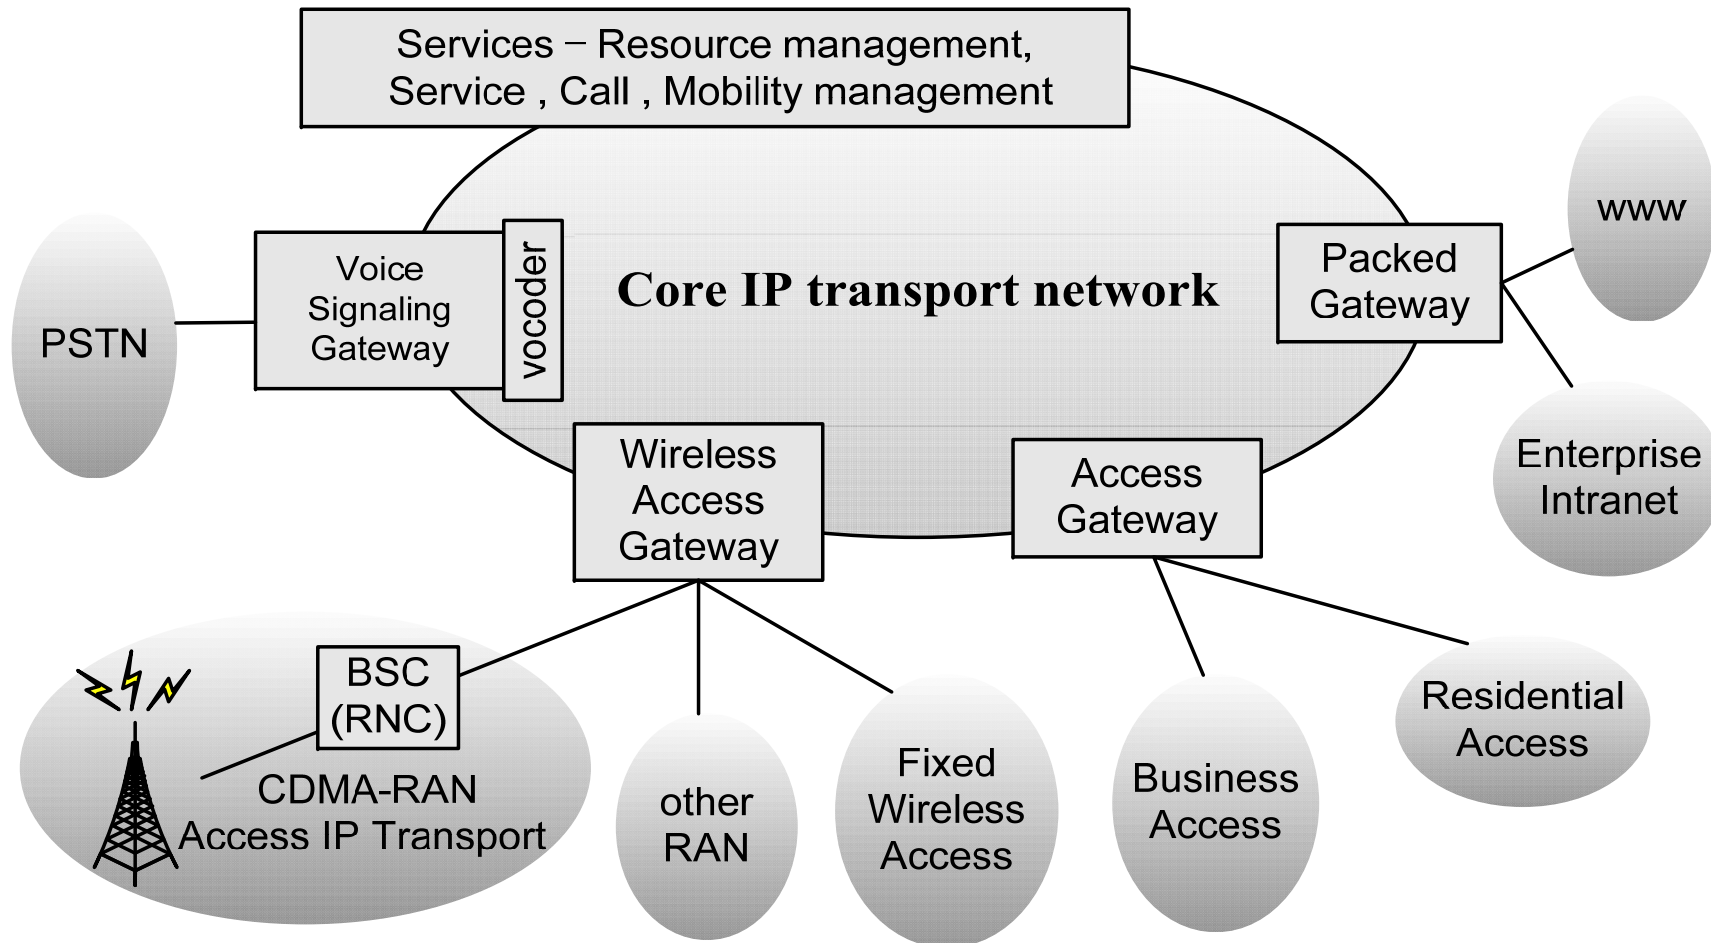 Services – Resource management,
Service , Call , Mobility management
www
Voice
Signaling
Gateway
vocoder
Core IP transport network
Packed
Gateway
PSTN
Wireless
Access
Gateway
Access
Gateway
Enterprise
Intranet
BSC
(RNC)
CDMA-RAN
Access IP Transport
other
RAN
Fixed
Wireless
Access
Business
Access
Residential
Access